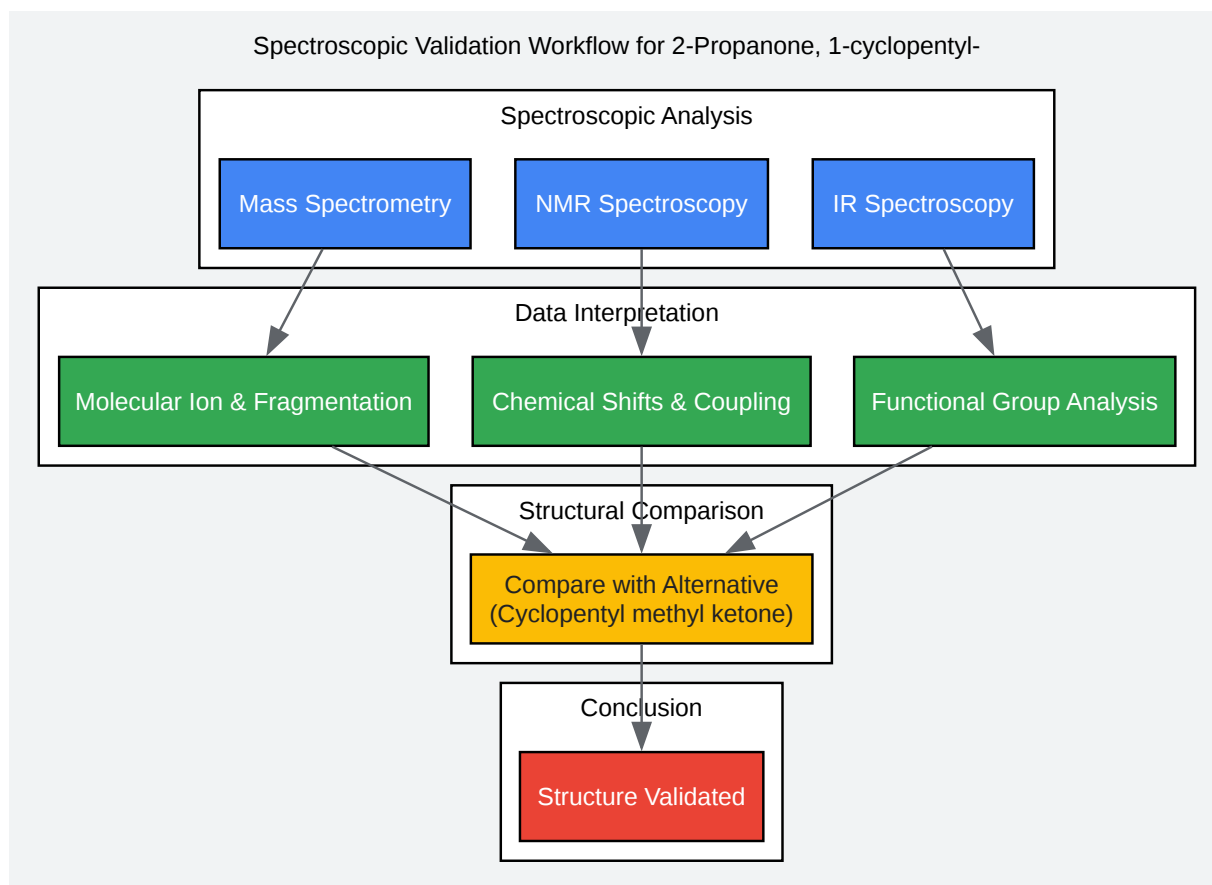 Spectroscopic Validation Workflow for 2-Propanone, 1-cyclopentyl-
Spectroscopic Analysis
Mass Spectrometry
NMR Spectroscopy
IR Spectroscopy
Data Interpretation
Molecular Ion & Fragmentation
Chemical Shifts & Coupling
Functional Group Analysis
Structural Comparison
Compare with Alternative
(Cyclopentyl methyl ketone)
Conclusion
Structure Validated